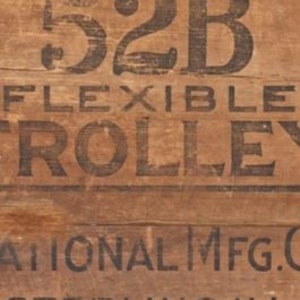 52B
FLEXIBLE
TROLLEY
ATIONAL MFG. C